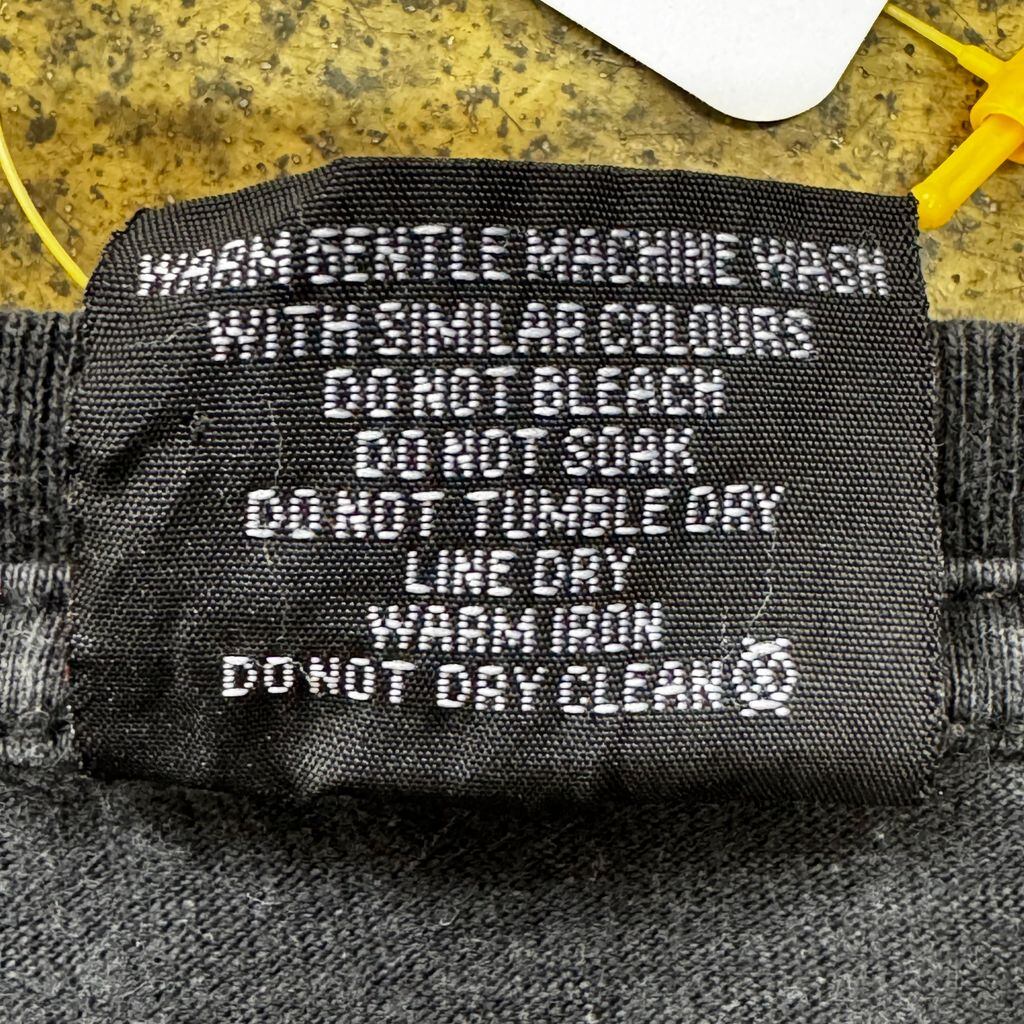 WARM GENTLE MACHINE WASH
WITH SIMILAR COLOURS
DO NOT BLEACH
DO NOT SOAK
DO NOT TUMBLE DRY
LINE DRY
WARM IRON
DO NOT DRY CLEAN